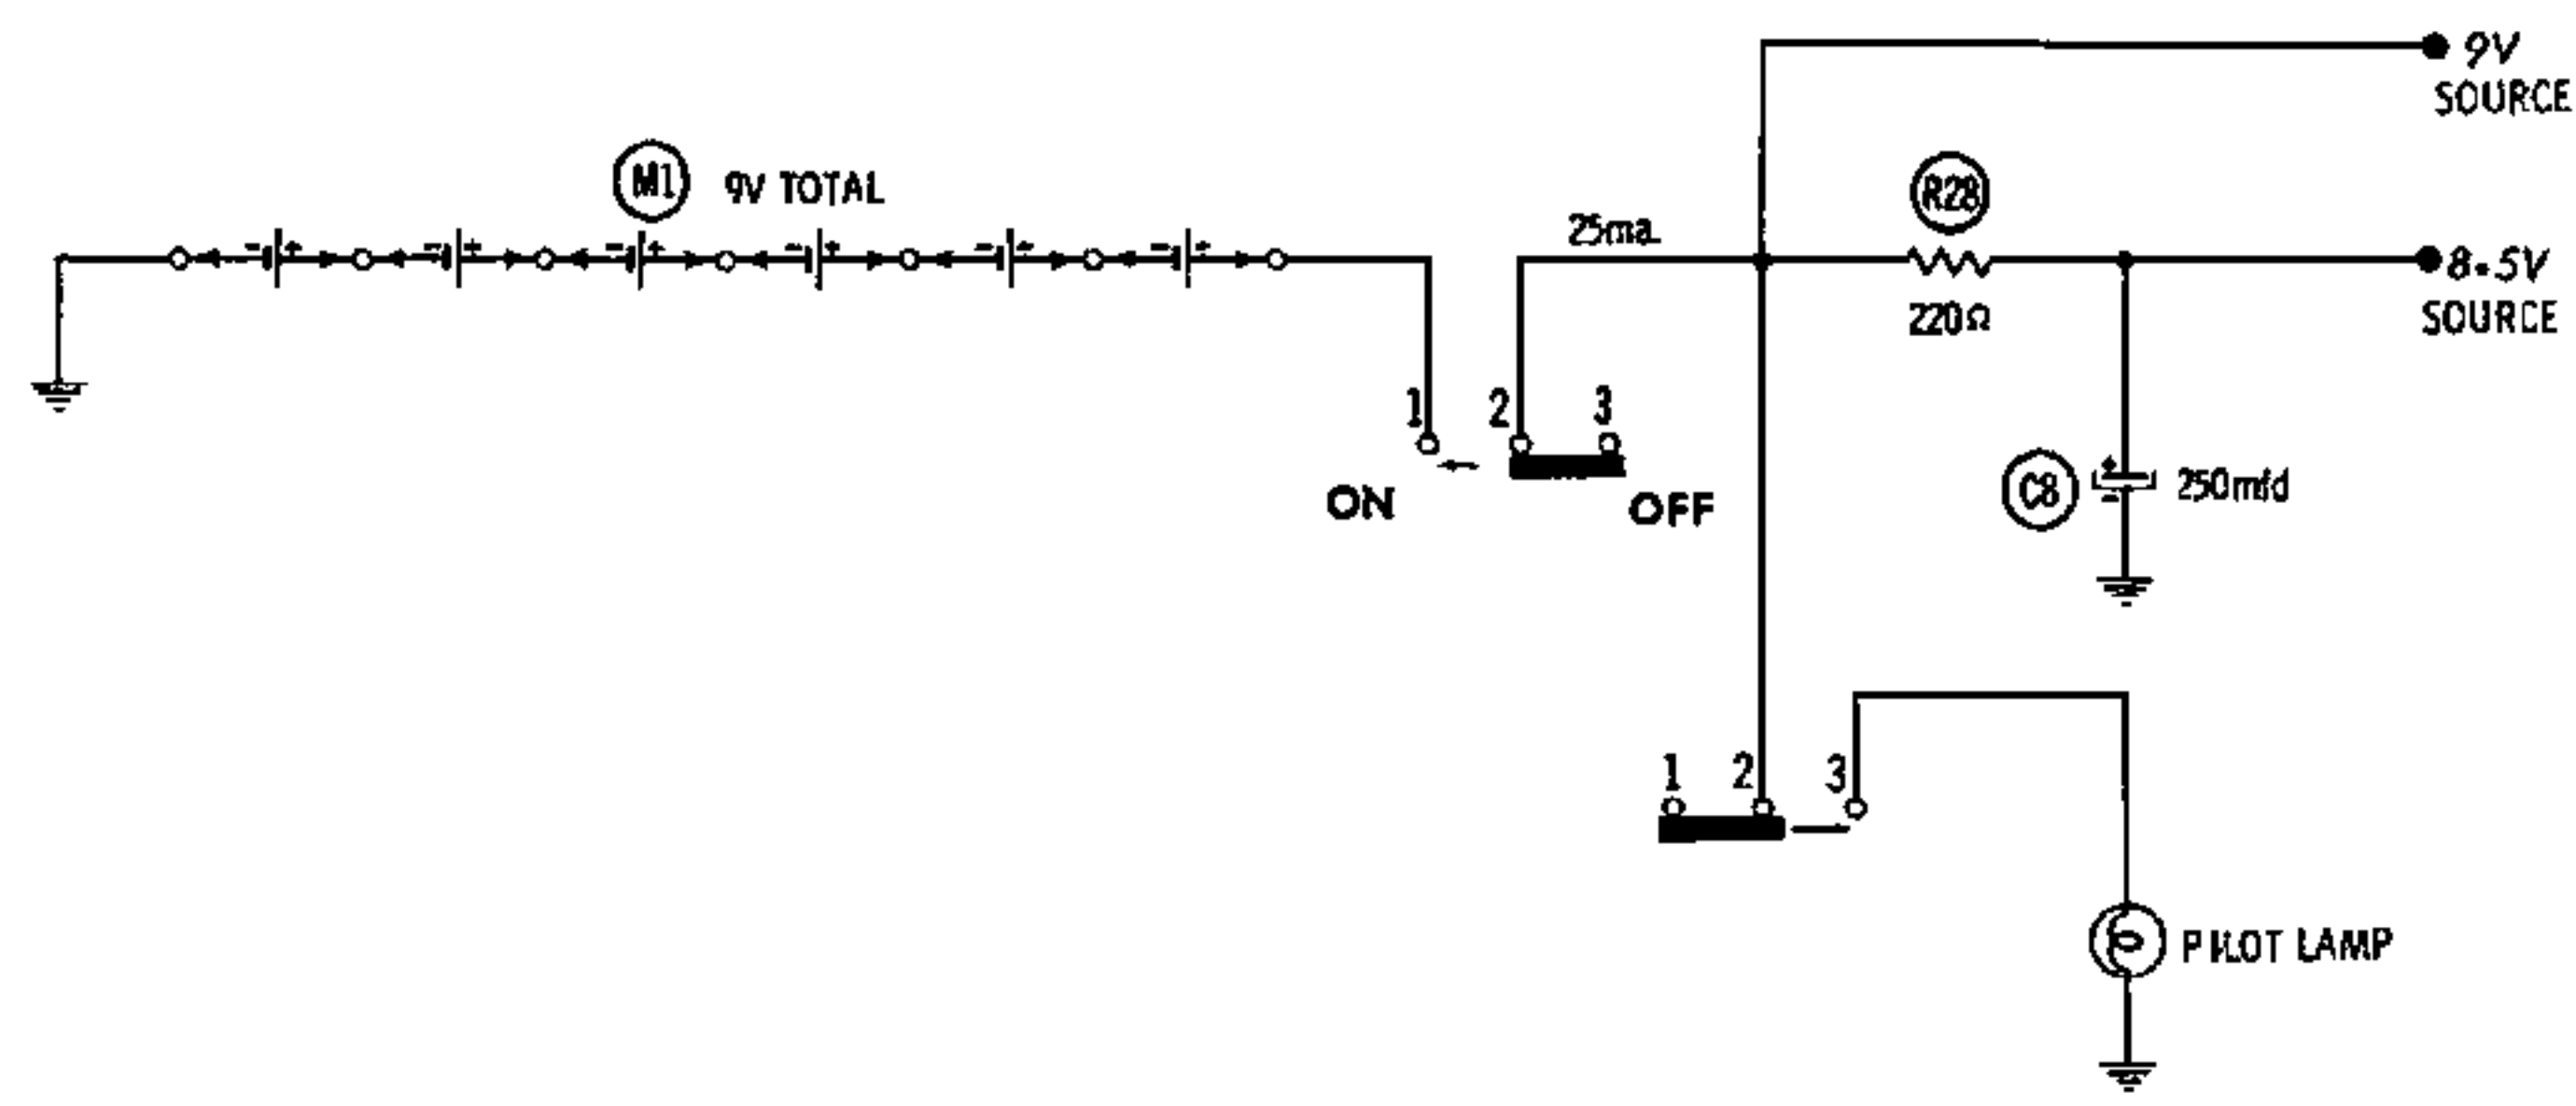 9V
SOURCE
M1 9V TOTAL
- + - + - + - + - + - +
25ma.
R28
220Ω
8.5V
SOURCE
1 2 3
ON OFF
C8 + - 250mfd
1 2 3
PILOT LAMP